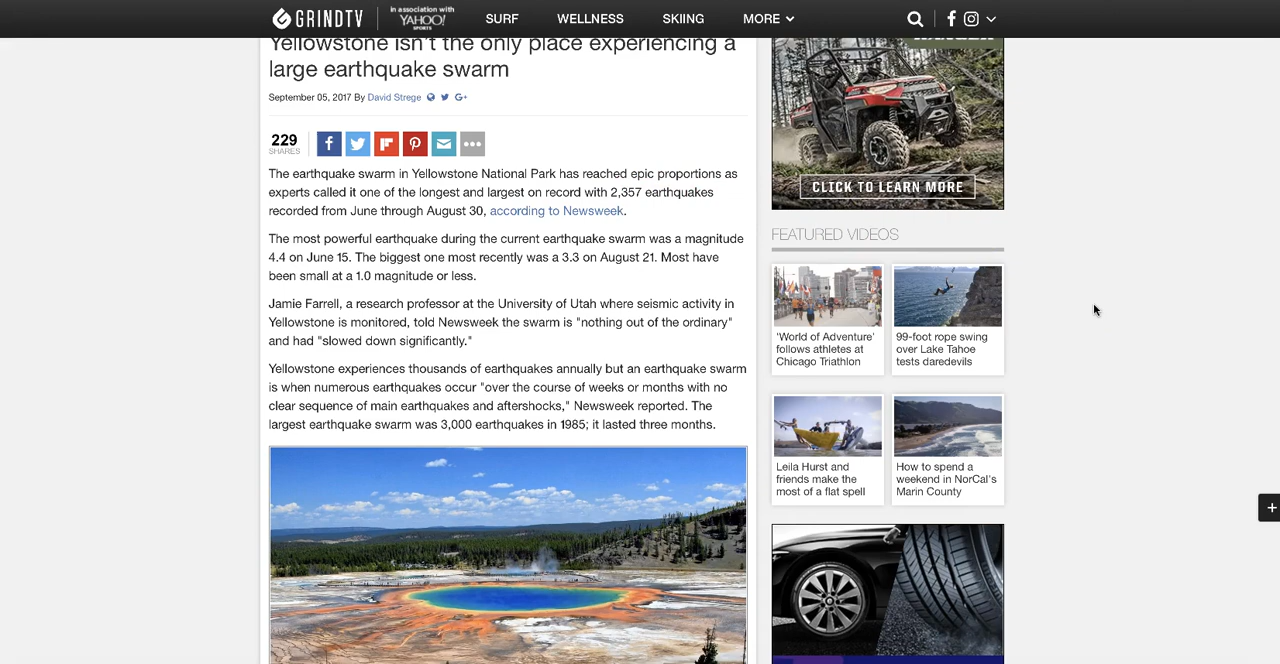 GRINDTV
in association with
YAHOO!
SPORTS
SURF
WELLNESS
SKIING
MORE
Yellowstone isn't the only place experiencing a
large earthquake swarm
September 05, 2017 By David Strege
229
SHARES
The earthquake swarm in Yellowstone National Park has reached epic proportions as
experts called it one of the longest and largest on record with 2,357 earthquakes
recorded from June through August 30, according to Newsweek.
The most powerful earthquake during the current earthquake swarm was a magnitude
4.4 on June 15. The biggest one most recently was a 3.3 on August 21. Most have
been small at a 1.0 magnitude or less.
Jamie Farrell, a research professor at the University of Utah where seismic activity in
Yellowstone is monitored, told Newsweek the swarm is "nothing out of the ordinary"
and had "slowed down significantly."
Yellowstone experiences thousands of earthquakes annually but an earthquake swarm
is when numerous earthquakes occur "over the course of weeks or months with no
clear sequence of main earthquakes and aftershocks," Newsweek reported. The
largest earthquake swarm was 3,000 earthquakes in 1985; it lasted three months.
CLICK TO LEARN MORE
FEATURED VIDEOS
'World of Adventure'
follows athletes at
Chicago Triathlon
99-foot rope swing
over Lake Tahoe
tests daredevils
Leila Hurst and
friends make the
most of a flat spell
How to spend a
weekend in NorCal's
Marin County